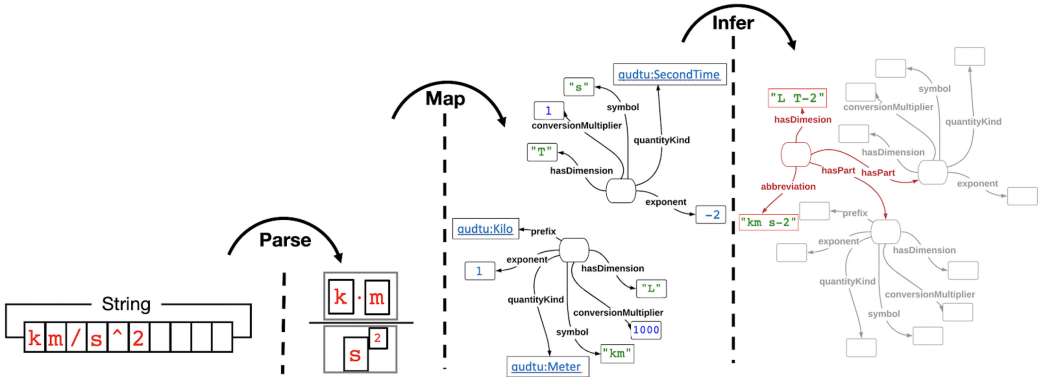 String
km/s^2
Parse
k · m
s 2
Map
"s"
qudtu:SecondTime
symbol
1
conversionMultiplier
quantityKind
"T"
hasDimension
exponent
-2
qudtu:Kilo
prefix
exponent
1
hasDimension
"L"
quantityKind
conversionMultiplier
1000
symbol
"km"
qudtu:Meter
Infer
"L T-2"
hasDimesion
hasPart
hasPart
abbreviation
"km s-2"
symbol
conversionMultiplier
quantityKind
hasDimension
exponent
prefix
exponent
hasDimension
quantityKind
conversionMultiplier
symbol